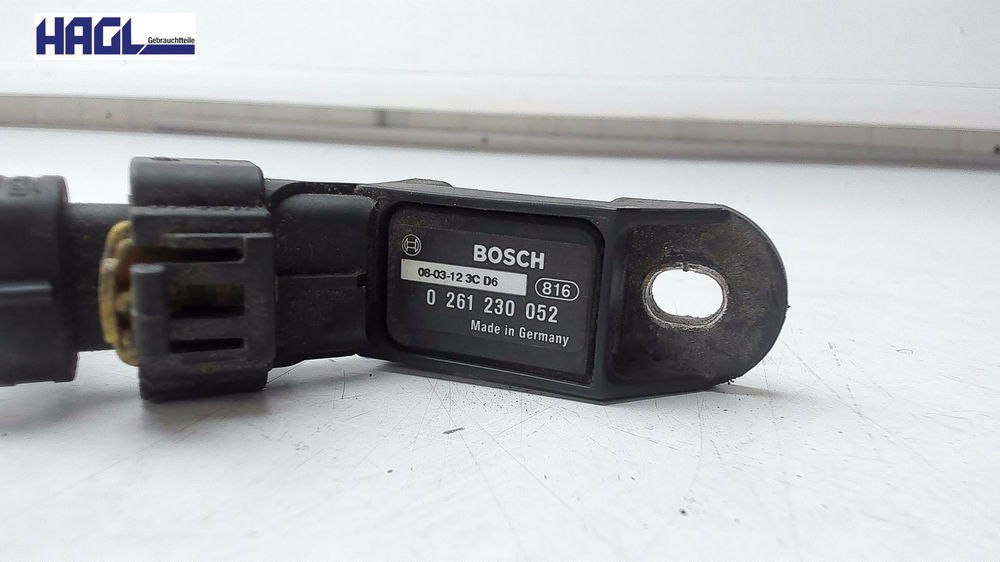 HAGL
Gebrauchtteile
BOSCH
08-03-12 3C D6
816
0 261 230 052
Made in Germany